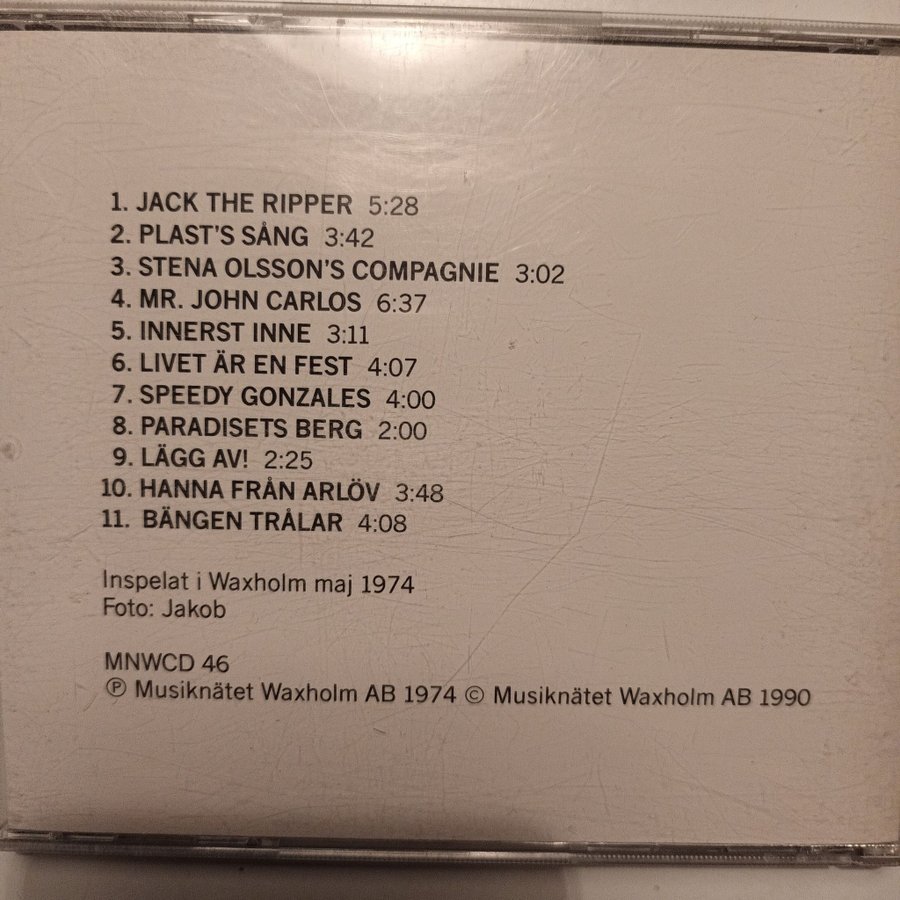 1. JACK THE RIPPER 5:28
2. PLAST'S SÅNG 3:42
3. STENA OLSSON'S COMPAGNIE 3:02
4. MR. JOHN CARLOS 6:37
5. INNERST INNE 3:11
6. LIVET ÄR EN FEST 4:07
7. SPEEDY GONZALES 4:00
8. PARADISETS BERG 2:00
9. LÄGG AV! 2:25
10. HANNA FRÅN ARLÖV 3:48
11. BÄNGEN TRÅLAR 4:08
Inspelat i Waxholm maj 1974
Foto: Jakob
MNWCD 46
℗ Musiknätet Waxholm AB 1974 © Musiknätet Waxholm AB 1990